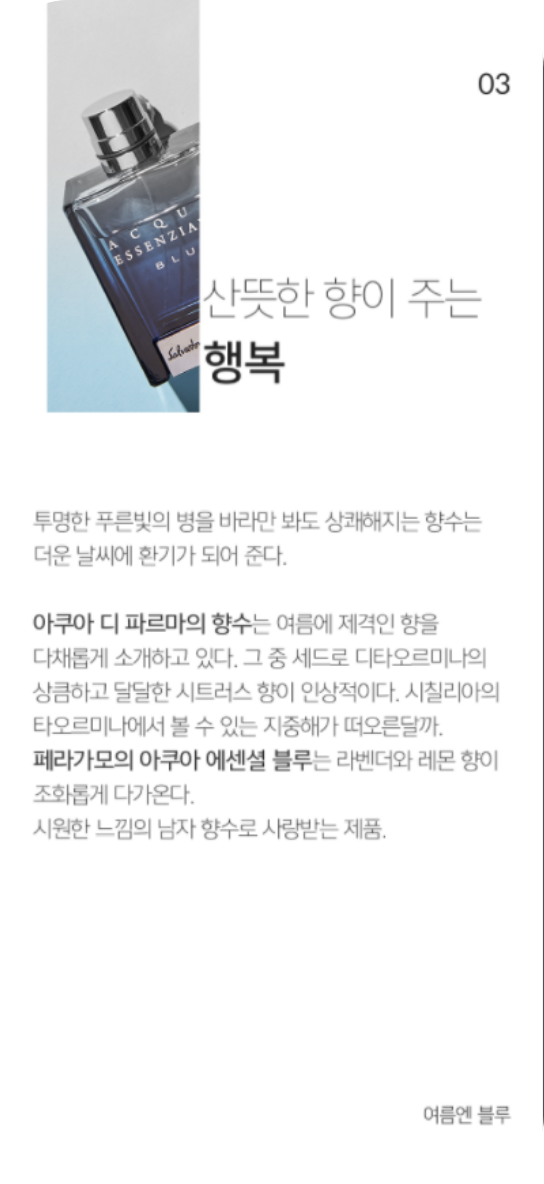 03
ACQU
ESSENZIA
BLU
산뜻한 향이 주는
행복
투명한 푸른빛의 병을 바라만 봐도 상쾌해지는 향수는
더운 날씨에 환기가 되어 준다.
아쿠아 디 파르마의 향수는 여름에 제격인 향을
다채롭게 소개하고 있다. 그 중 세드로 디타오르미나의
상큼하고 달달한 시트러스 향이 인상적이다. 시칠리아의
타오르미나에서 볼 수 있는 지중해가 떠오른달까.
페라가모의 아쿠아 에센셜 블루는 라벤더와 레몬 향이
조화롭게 다가온다.
시원한 느낌의 남자 향수로 사랑받는 제품.
여름엔 블루